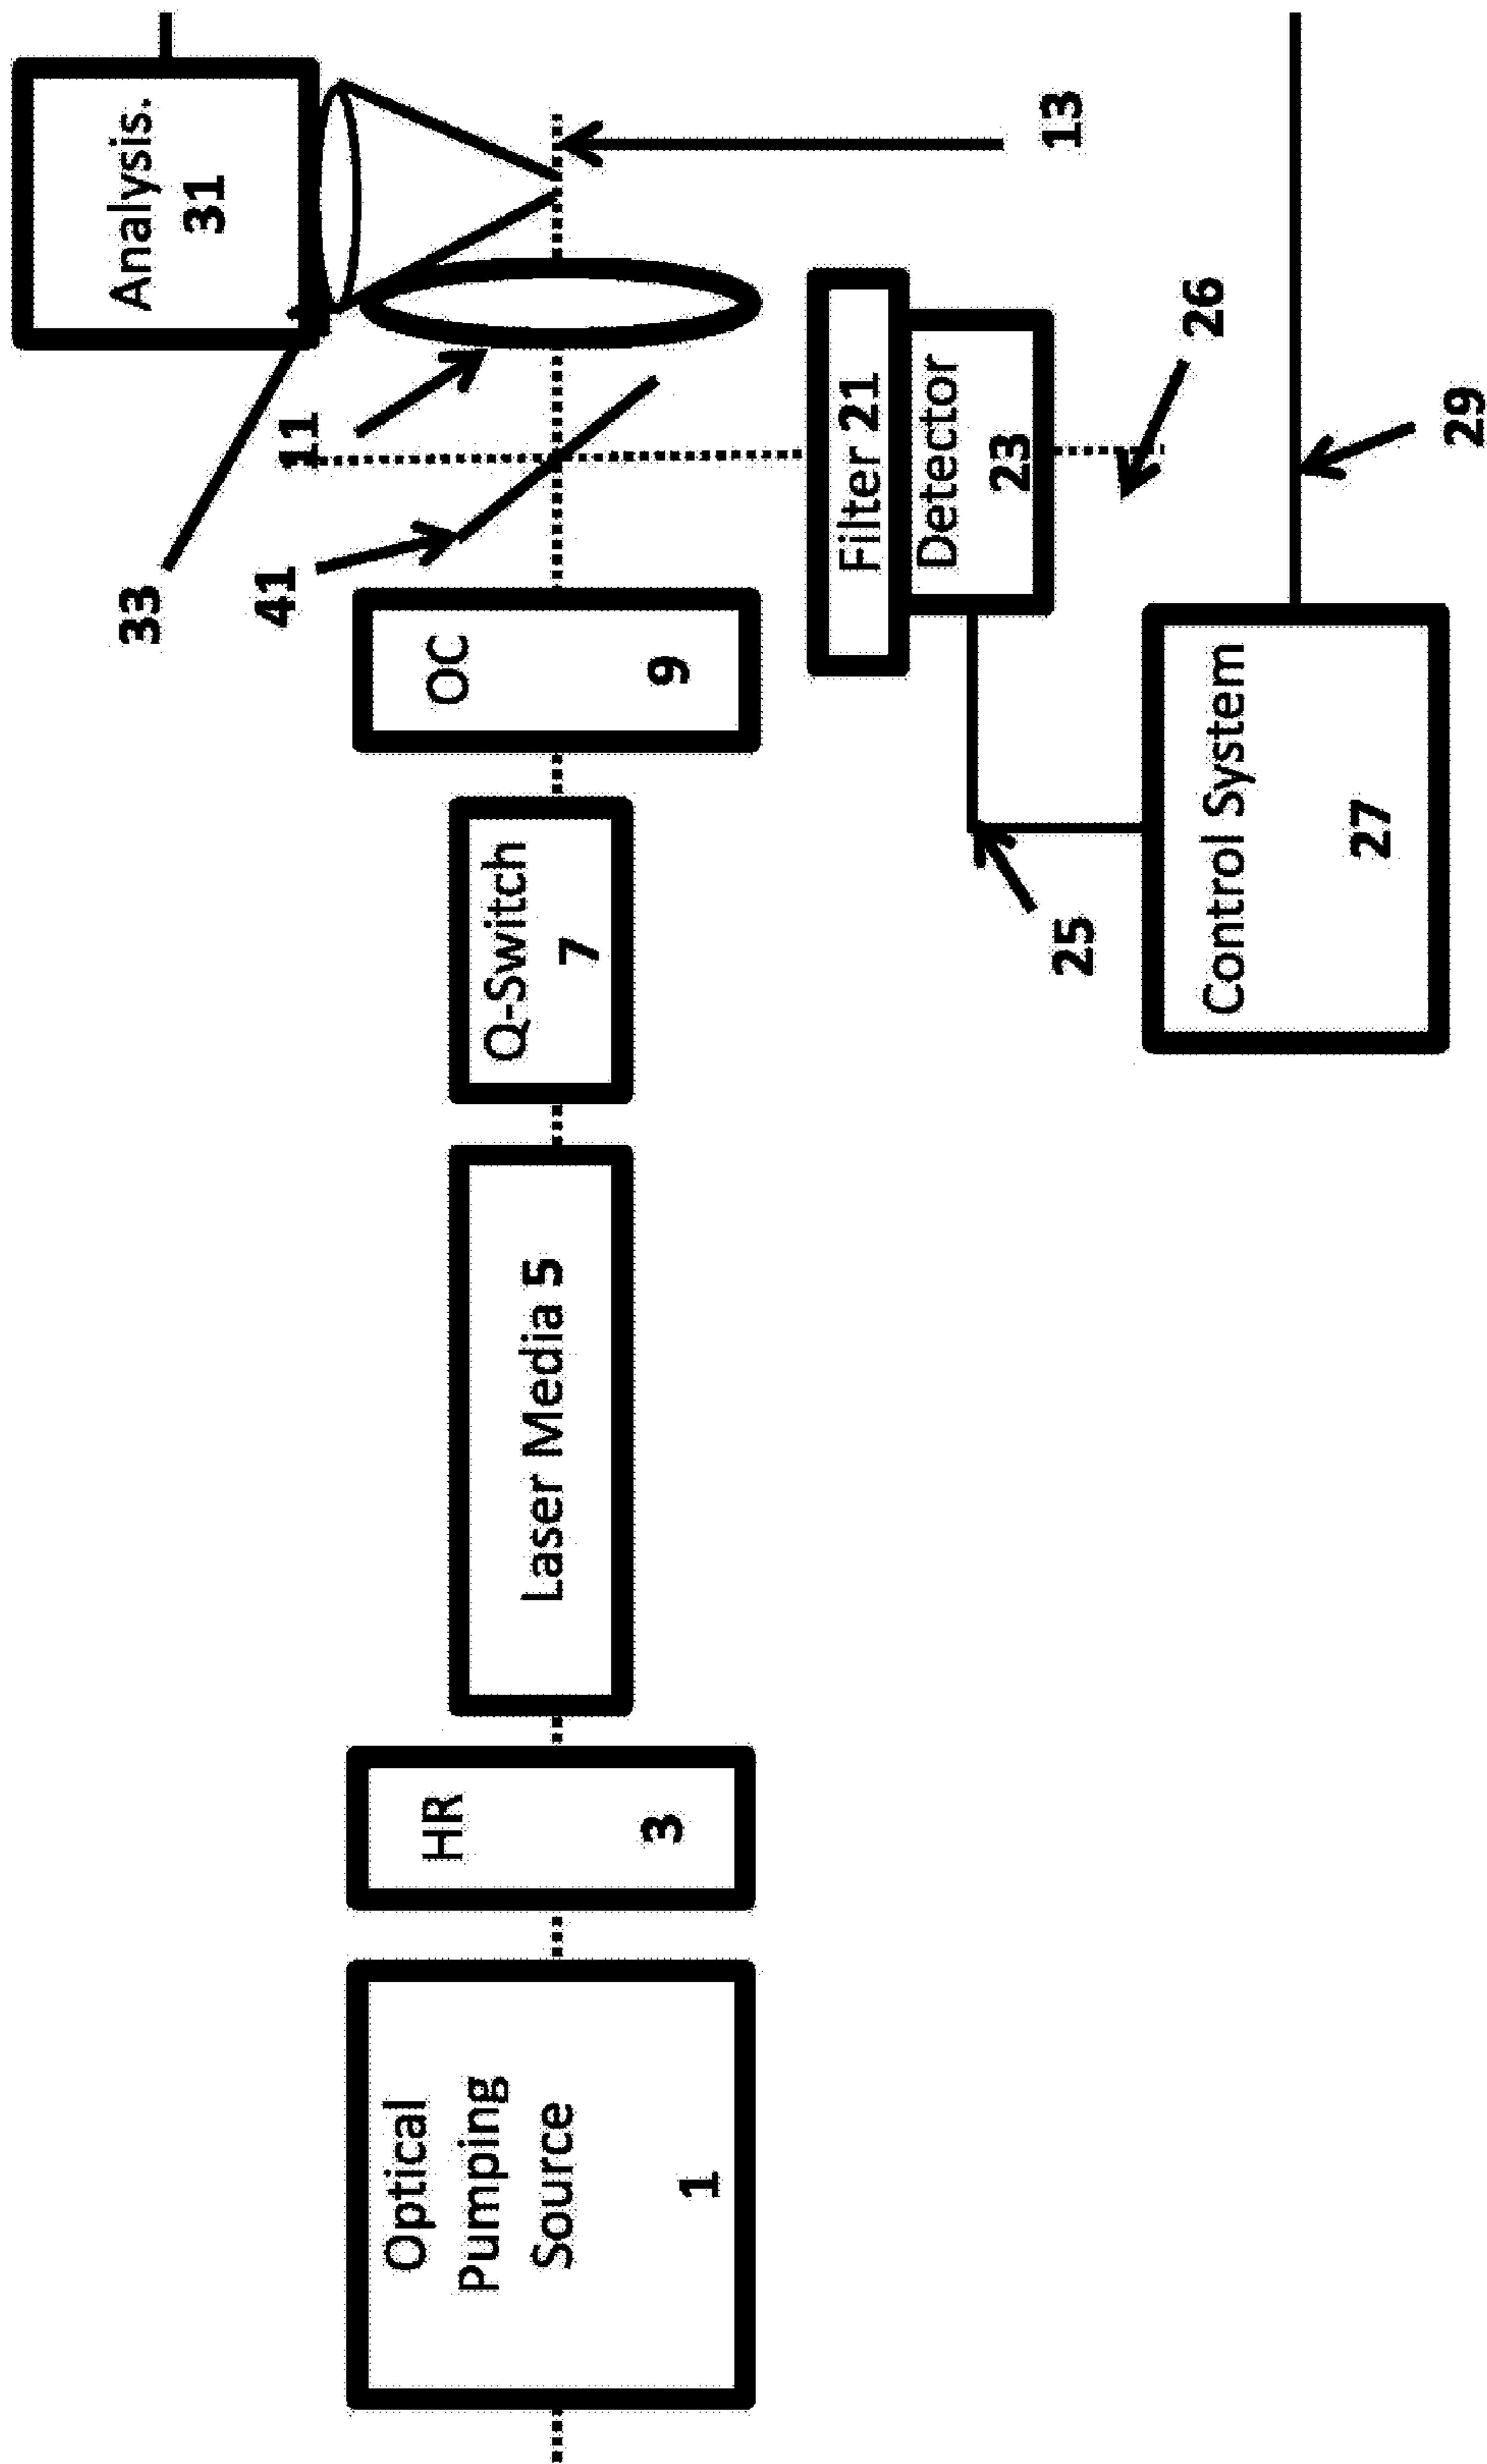 Optical
Pumping
Source
1
HR
3
Laser Media 5
Q-Switch
7
OC
9
33
41
11
Analysis.
31
13
Filter 21
Detector
23
26
25
Control System
27
29